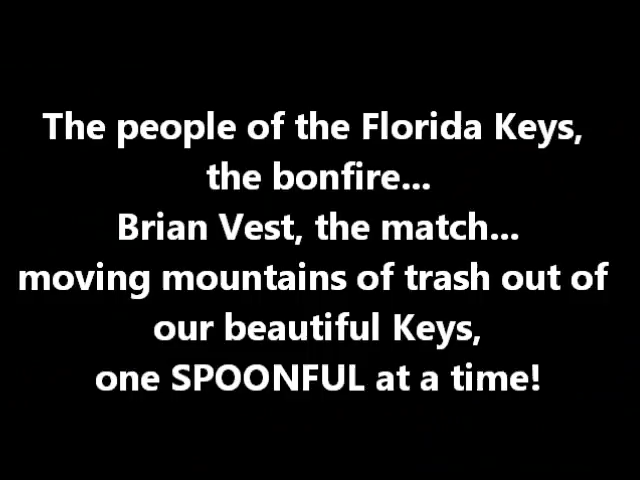 The people of the Florida Keys,
the bonfire...
Brian Vest, the match...
moving mountains of trash out of
our beautiful Keys,
one SPOONFUL at a time!